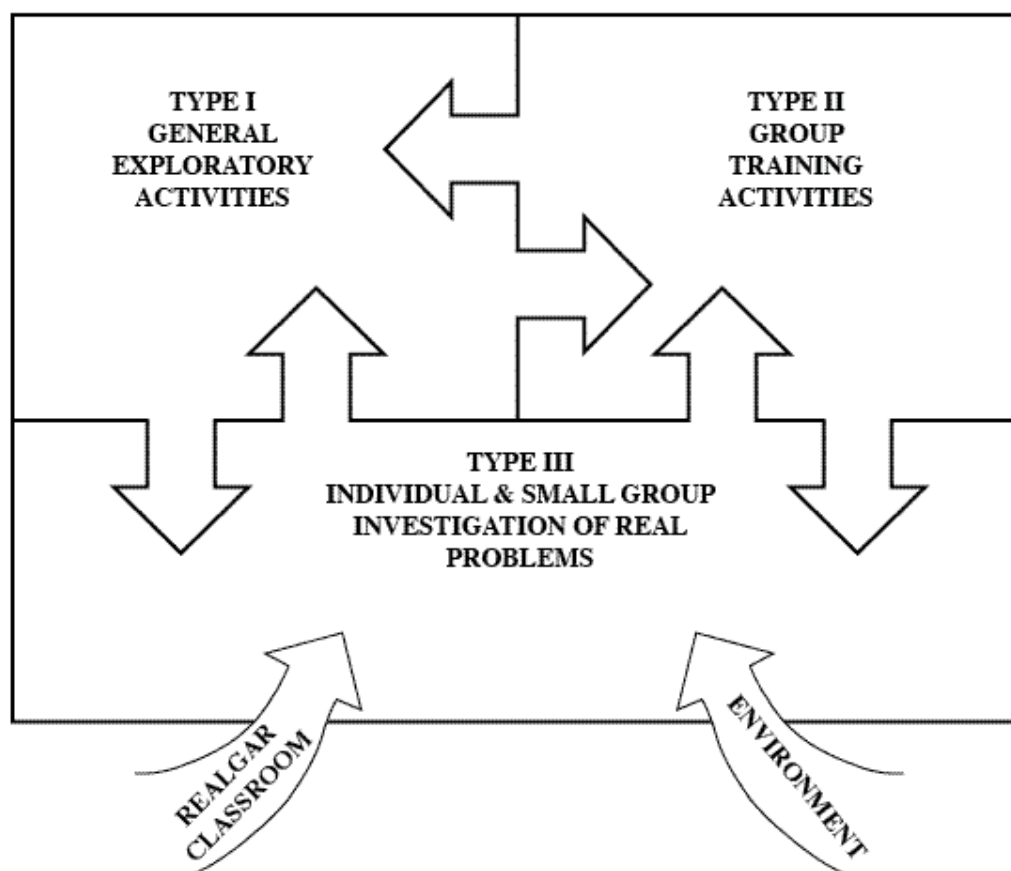 TYPE I
GENERAL
EXPLORATORY
ACTIVITIES
TYPE II
GROUP
TRAINING
ACTIVITIES
TYPE III
INDIVIDUAL & SMALL GROUP
INVESTIGATION OF REAL
PROBLEMS
REALGAR
CLASSROOM
ENVIRONMENT